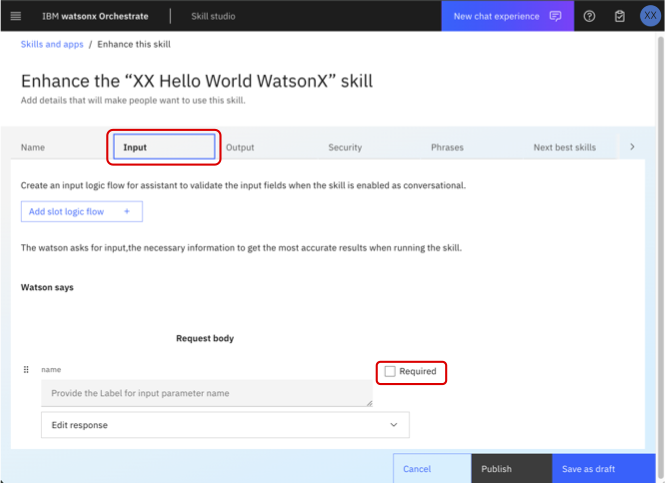 IBM watsonx Orchestrate
Skill studio
New chat experience
XX
Skills and apps / Enhance this skill
Enhance the “XX Hello World WatsonX” skill
Add details that will make people want to use this skill.
Name Input Output Security Phrases Next best skills
Create an input logic flow for assistant to validate the input fields when the skill is enabled as conversational.
Add slot logic flow +
The watson asks for input,the necessary information to get the most accurate results when running the skill.
Watson says
Request body
name
Required
Provide the Label for input parameter name
Edit response
Cancel Publish Save as draft